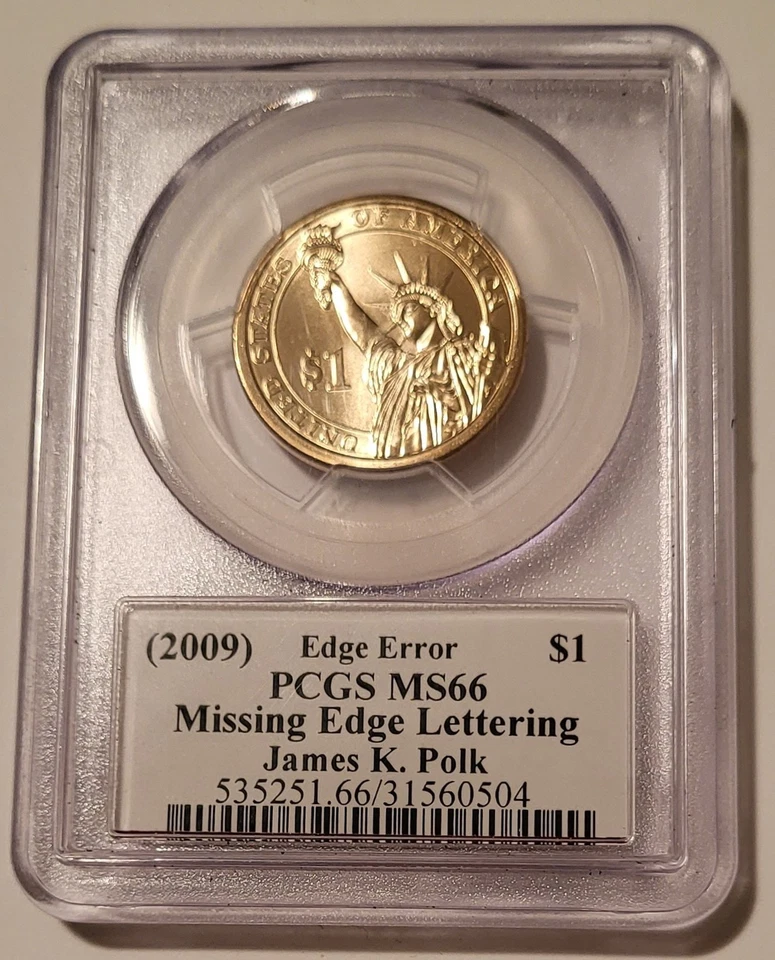 UNITED STATES OF AMERICA
$1
(2009) Edge Error $1
PCGS MS66
Missing Edge Lettering
James K. Polk
535251.66/31560504